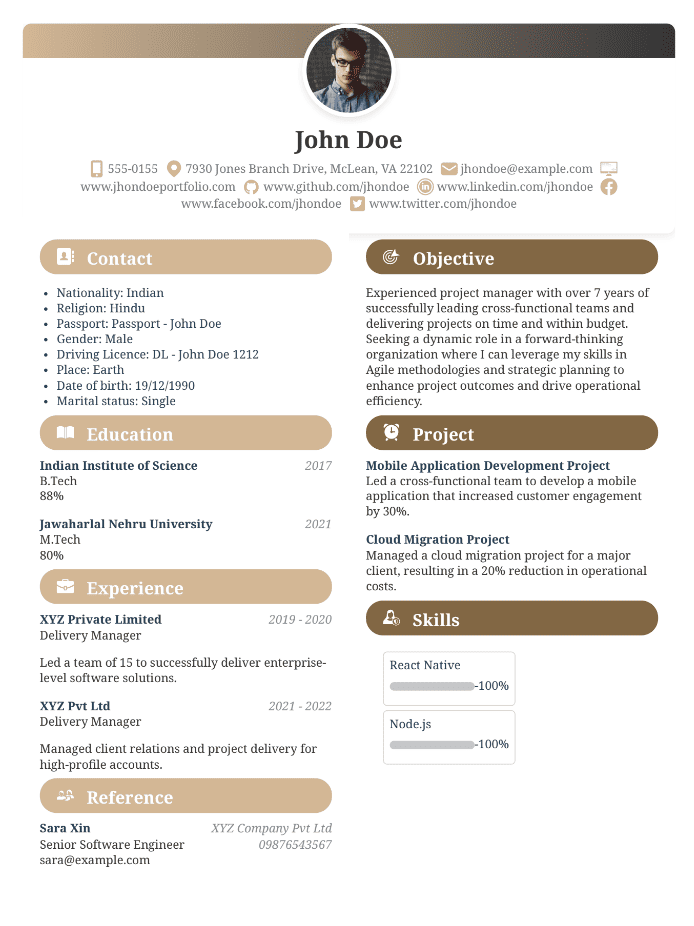 John Doe
555-0155 7930 Jones Branch Drive, McLean, VA 22102 jhondoe@example.com
www.jhondoeportfolio.com www.github.com/jhondoe www.linkedin.com/jhondoe
www.facebook.com/jhondoe www.twitter.com/jhondoe
Contact
• Nationality: Indian
• Religion: Hindu
• Passport: Passport - John Doe
• Gender: Male
• Driving Licence: DL - John Doe 1212
• Place: Earth
• Date of birth: 19/12/1990
• Marital status: Single
Education
Indian Institute of Science 2017
B.Tech
88%
Jawaharlal Nehru University 2021
M.Tech
80%
Experience
XYZ Private Limited 2019 - 2020
Delivery Manager
Led a team of 15 to successfully deliver enterprise-
level software solutions.
XYZ Pvt Ltd 2021 - 2022
Delivery Manager
Managed client relations and project delivery for
high-profile accounts.
Reference
Sara Xin XYZ Company Pvt Ltd
Senior Software Engineer 09876543567
sara@example.com
Objective
Experienced project manager with over 7 years of
successfully leading cross-functional teams and
delivering projects on time and within budget.
Seeking a dynamic role in a forward-thinking
organization where I can leverage my skills in
Agile methodologies and strategic planning to
enhance project outcomes and drive operational
efficiency.
Project
Mobile Application Development Project
Led a cross-functional team to develop a mobile
application that increased customer engagement
by 30%.
Cloud Migration Project
Managed a cloud migration project for a major
client, resulting in a 20% reduction in operational
costs.
Skills
React Native
-100%
Node.js
-100%